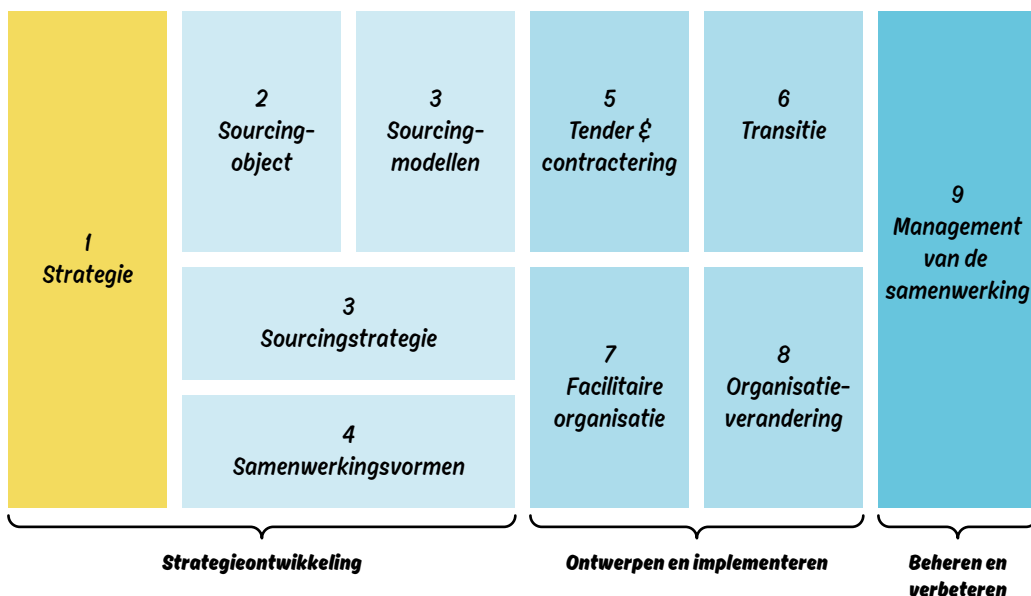 1
Strategie
2
Sourcing-
object
3
Sourcing-
modellen
3
Sourcingstrategie
4
Samenwerkingsvormen
5
Tender &
contractering
6
Transitie
7
Facilitaire
organisatie
8
Organisatie-
verandering
9
Management
van de
samenwerking
Strategieontwikkeling
Ontwerpen en implementeren
Beheren en
verbeteren